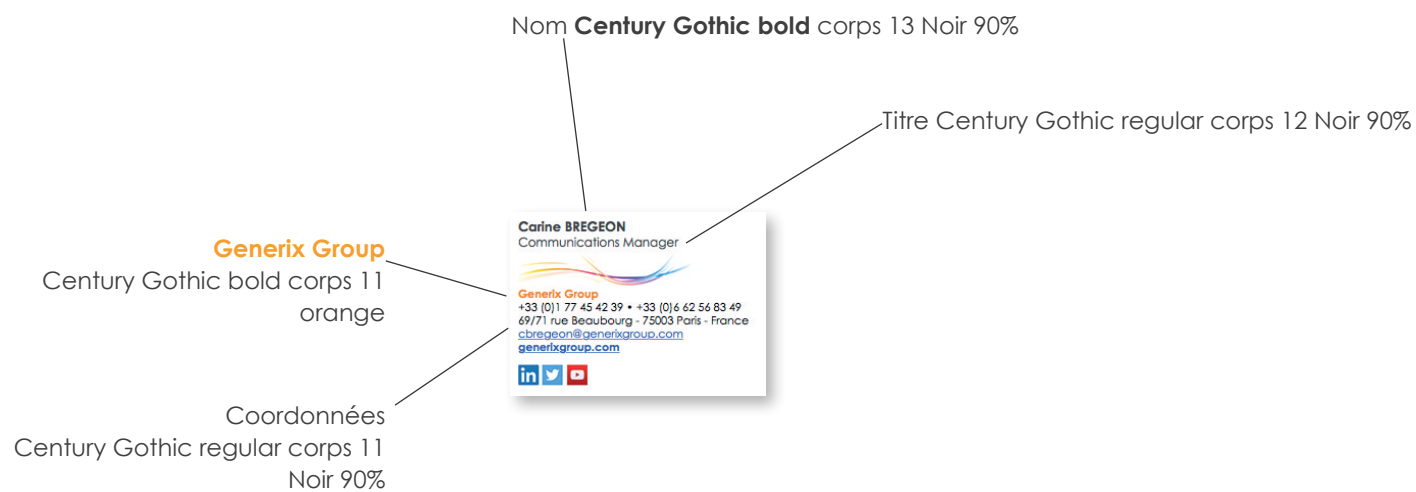 Nom Century Gothic bold corps 13 Noir 90%
Titre Century Gothic regular corps 12 Noir 90%
Carine BREGEON
Communications Manager
Generix Group
+33 (0)1 77 45 42 39 • +33 (0)6 62 56 83 49
69/71 rue Beaubourg - 75003 Paris - France
cbregeon@generixgroup.com
generixgroup.com
in
Generix Group
Century Gothic bold corps 11
orange
Coordonnées
Century Gothic regular corps 11
Noir 90%